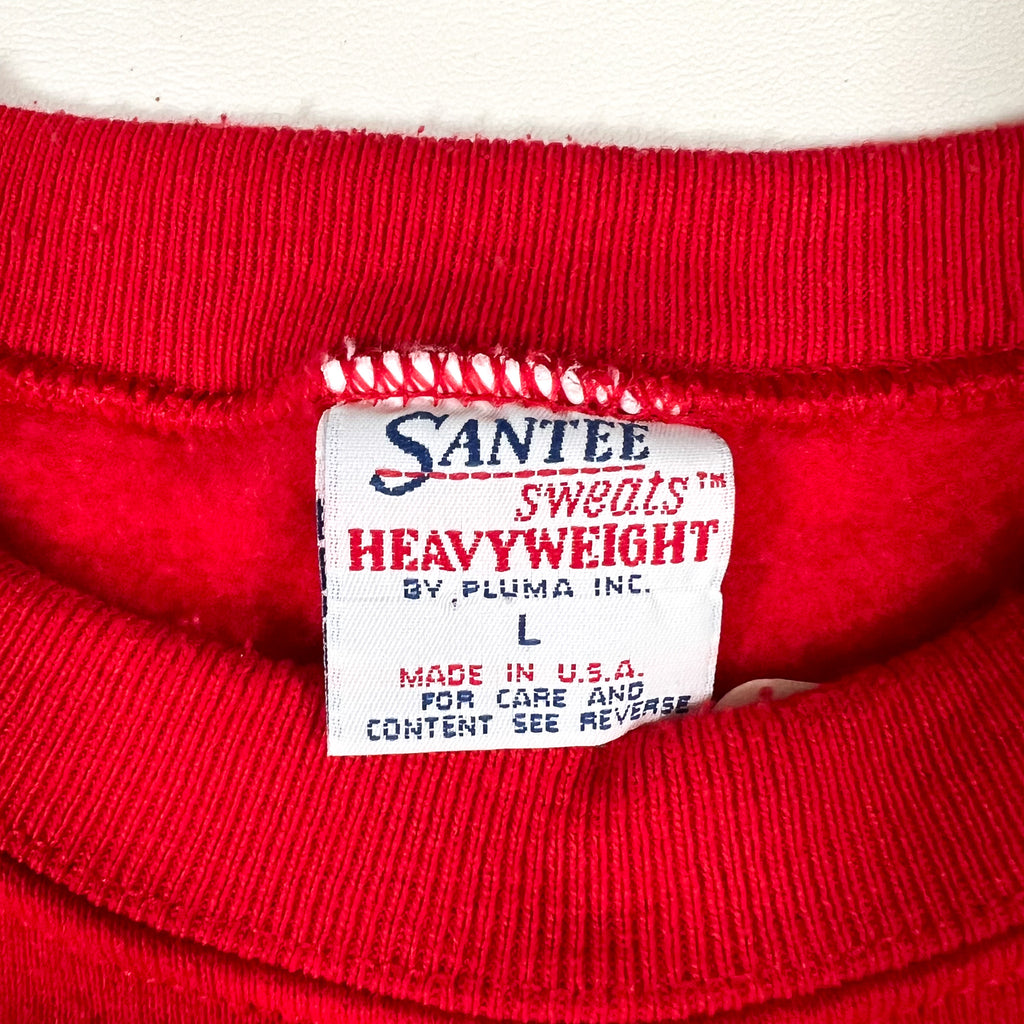 SANTEE
sweats™
HEAVYWEIGHT
BY PLUMA INC.
L
MADE IN U.S.A.
FOR CARE AND
CONTENT SEE REVERSE